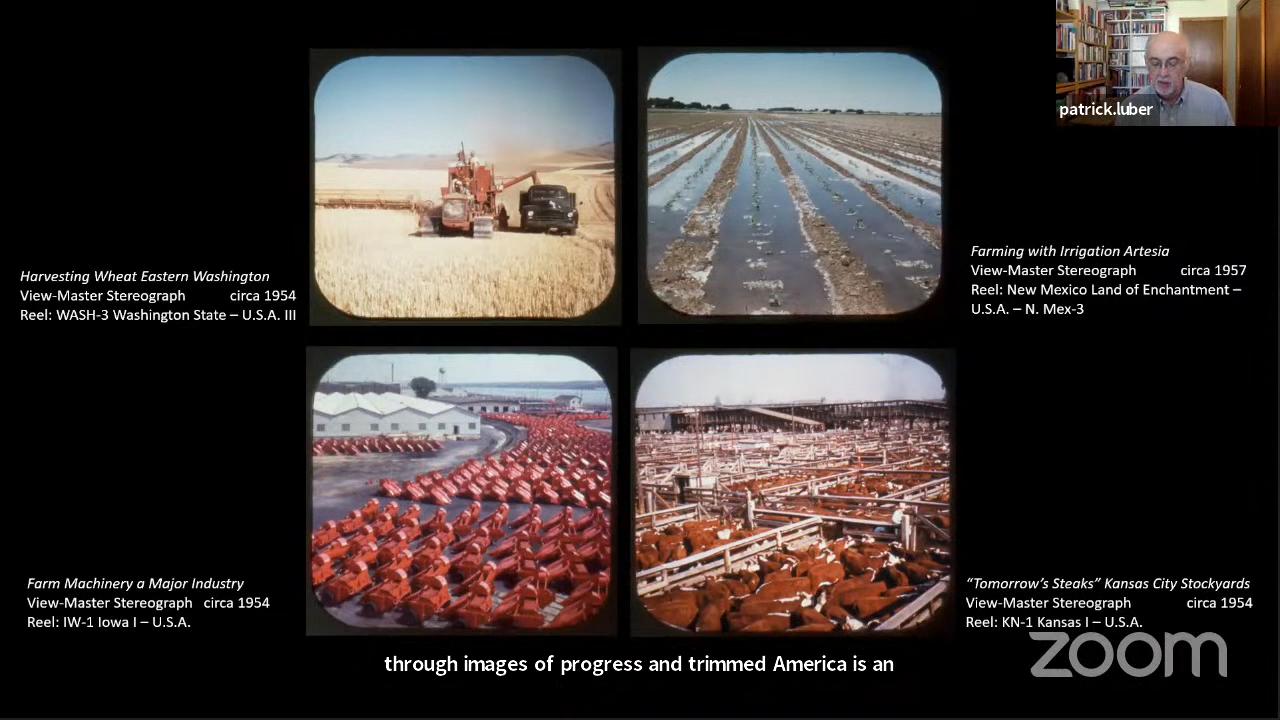 patrick.luber
Harvesting Wheat Eastern Washington
View-Master Stereograph circa 1954
Reel: WASH-3 Washington State – U.S.A. III
Farming with Irrigation Artesia
View-Master Stereograph circa 1957
Reel: New Mexico Land of Enchantment –
U.S.A. – N. Mex-3
Farm Machinery a Major Industry
View-Master Stereograph circa 1954
Reel: IW-1 Iowa I – U.S.A.
“Tomorrow’s Steaks” Kansas City Stockyards
View-Master Stereograph circa 1954
Reel: KN-1 Kansas I – U.S.A.
through images of progress and trimmed America is an
zoom